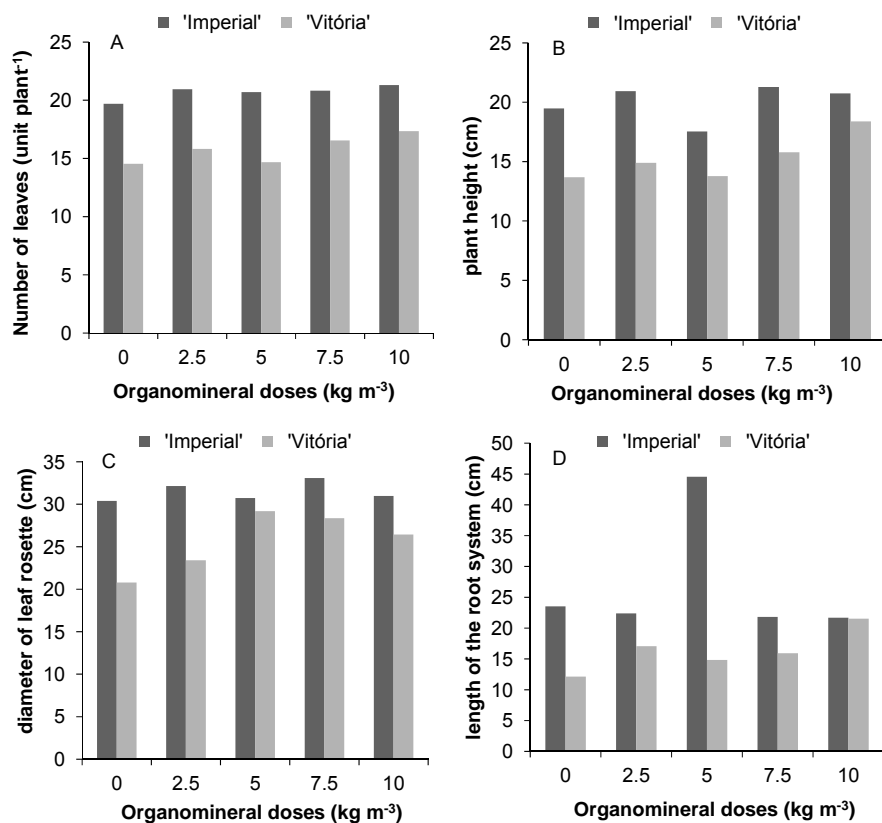 'Imperial' 'Vitória'
A
Number of leaves (unit plant⁻¹)
25
20
15
10
5
0
0 2.5 5 7.5 10
Organomineral doses (kg m⁻³)
'Imperial' 'Vitória'
B
plant height (cm)
25
20
15
10
5
0
0 2.5 5 7.5 10
Organomineral doses (kg m⁻³)
'Imperial' 'Vitória'
C
diameter of leaf rosette (cm)
35
30
25
20
15
10
5
0
0 2.5 5 7.5 10
Organomineral doses (kg m⁻³)
'Imperial' 'Vitória'
D
length of the root system (cm)
50
45
40
35
30
25
20
15
10
5
0
0 2.5 5 7.5 10
Organomineral doses (kg m⁻³)